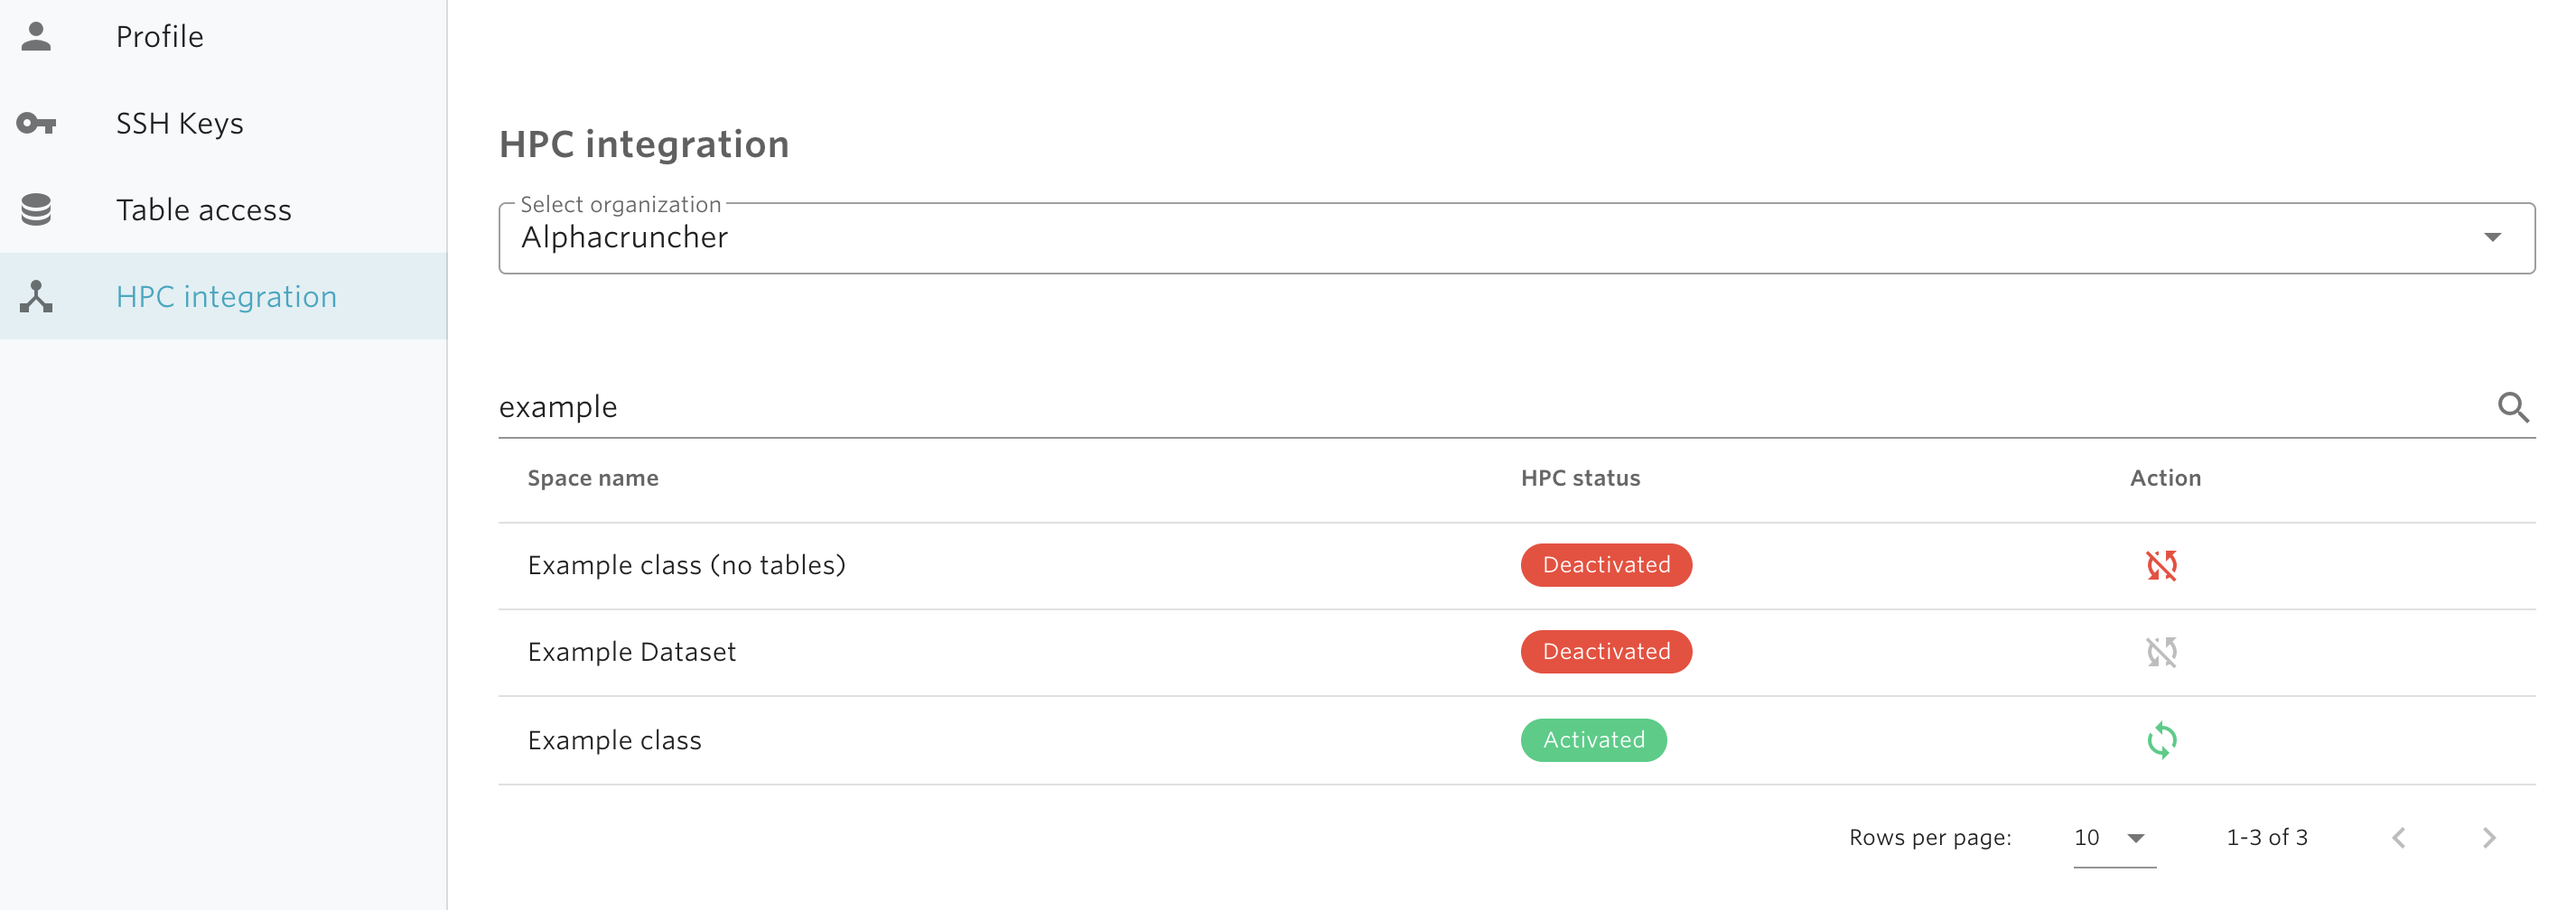 Profile
SSH Keys
Table access
HPC integration
HPC integration
Select organization
Alphacruncher
example
Space name HPC status Action
Example class (no tables) Deactivated
Example Dataset Deactivated
Example class Activated
Rows per page: 10 1-3 of 3